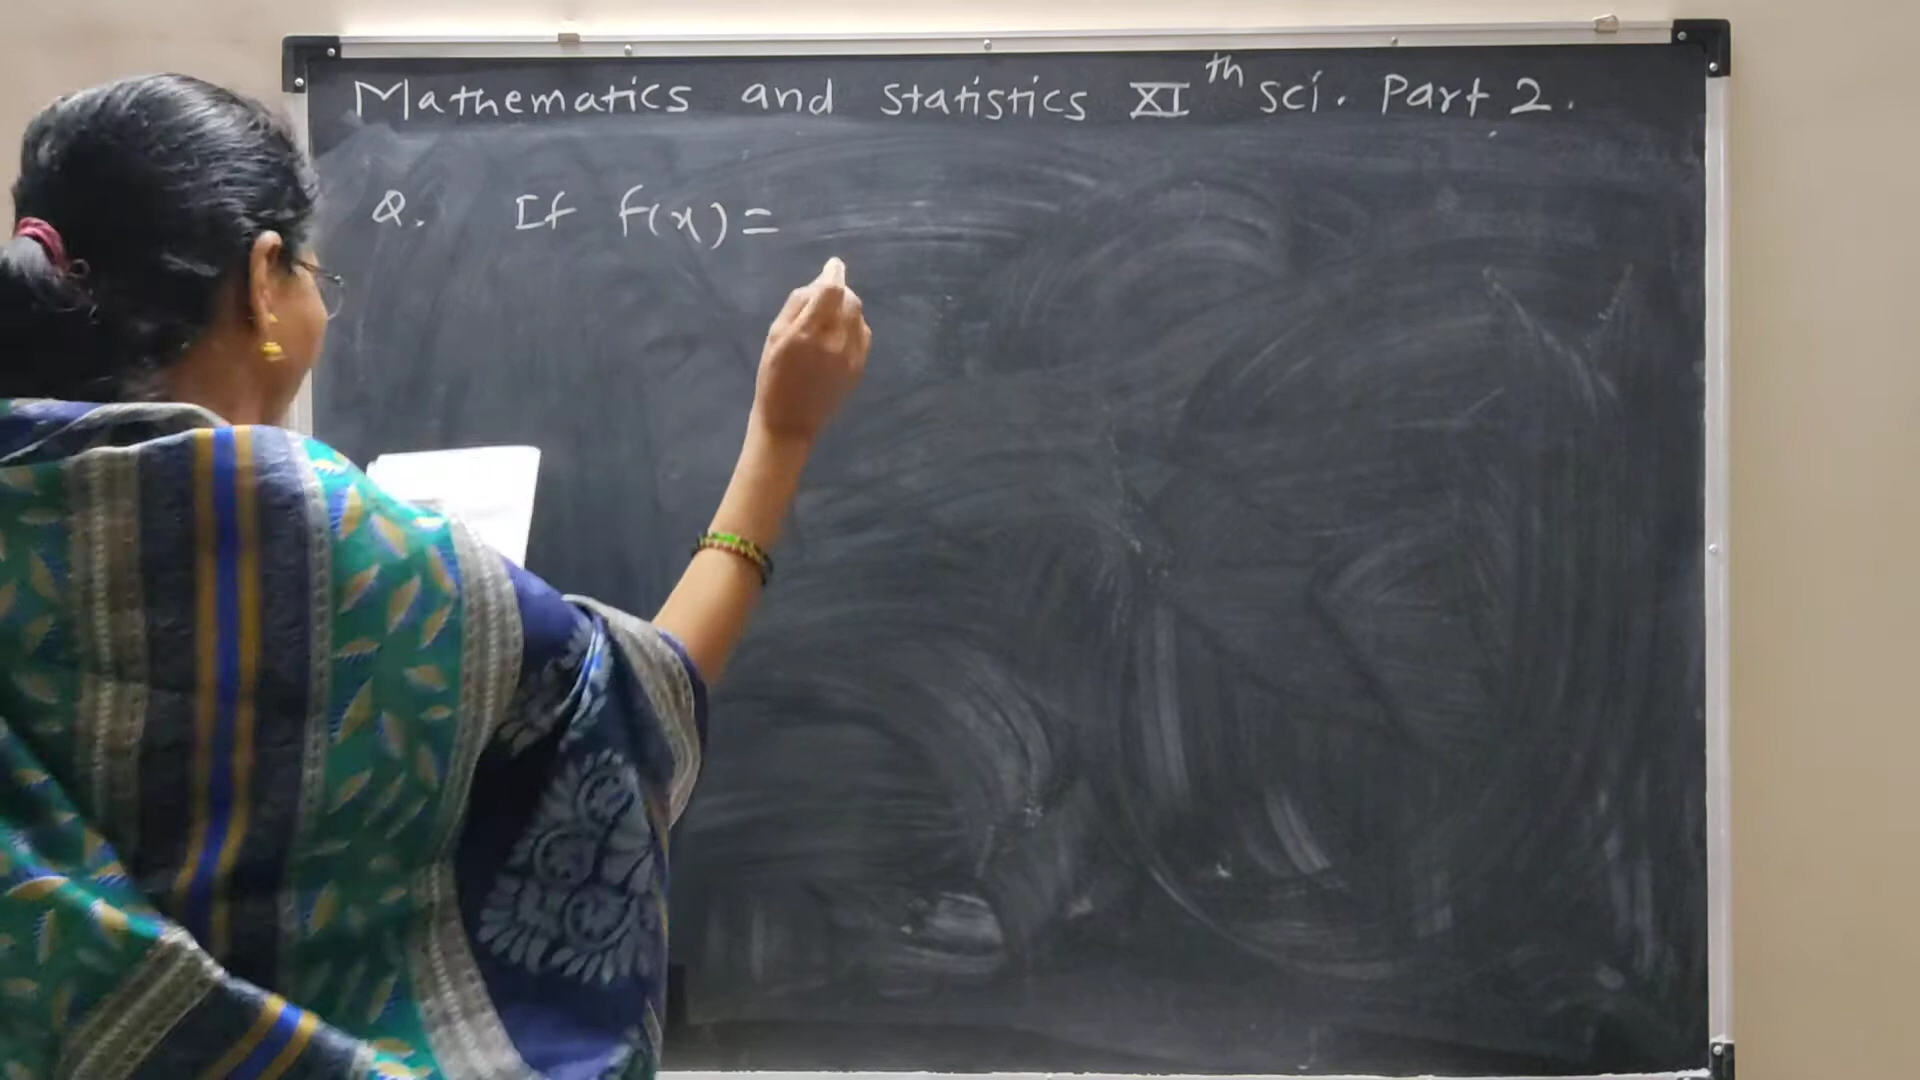 Mathematics and Statistics XIth Sci. Part 2.
Q. If f(x)=